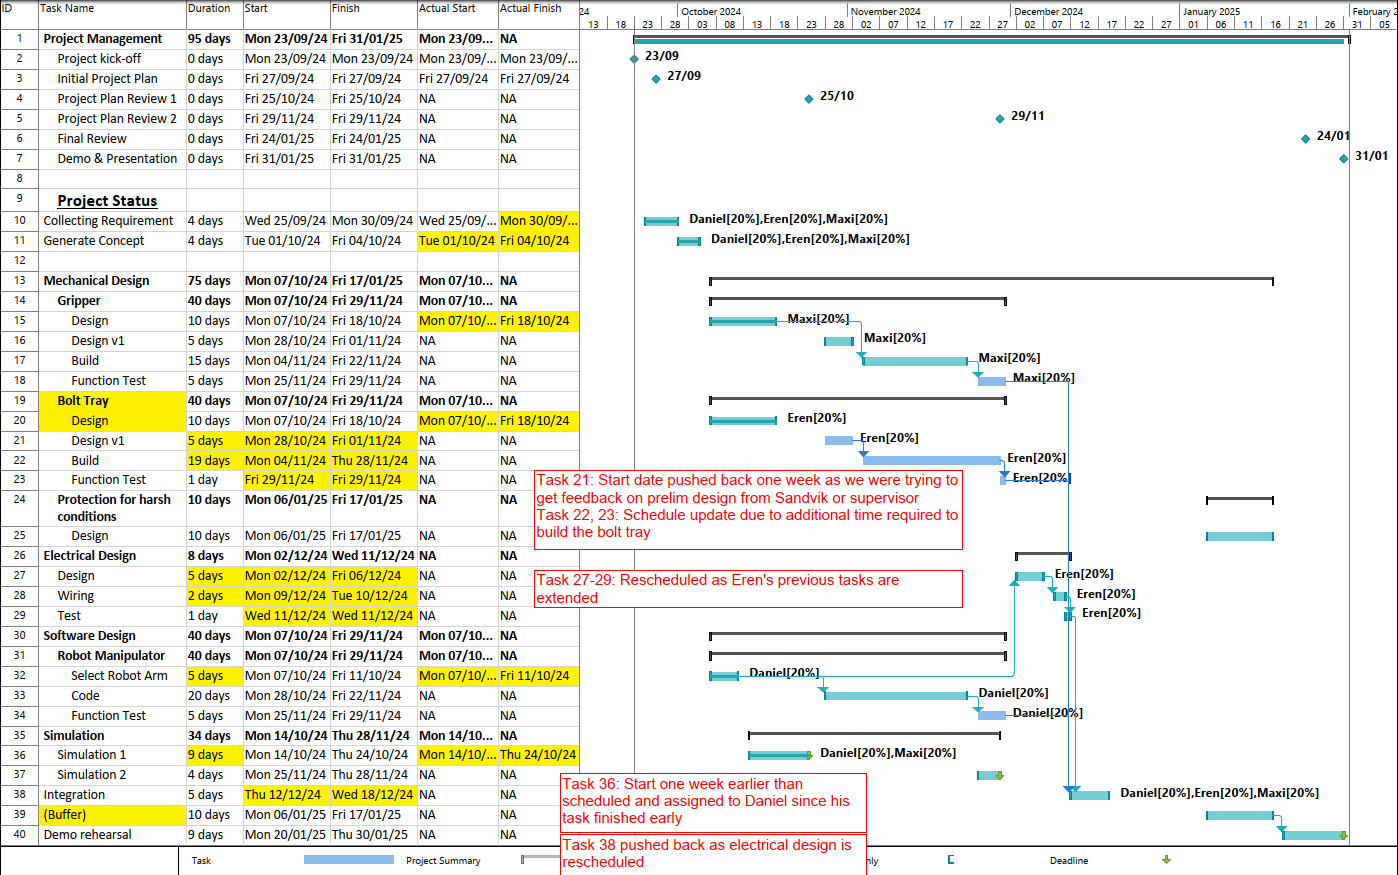 ID Task Name Duration Start Finish Actual Start Actual Finish 24 October 2024 November 2024 December 2024 January 2025 February 2
13 18 23 28 03 08 13 18 23 28 02 07 12 17 22 27 02 07 12 17 22 27 01 06 11 16 21 26 31 05
1 Project Management 95 days Mon 23/09/24 Fri 31/01/25 Mon 23/09... NA
2 Project kick-off 0 days Mon 23/09/24 Mon 23/09/24 Mon 23/09/... Mon 23/09/... 23/09
3 Initial Project Plan 0 days Fri 27/09/24 Fri 27/09/24 Fri 27/09/24 Fri 27/09/24 27/09
4 Project Plan Review 1 0 days Fri 25/10/24 Fri 25/10/24 NA NA 25/10
5 Project Plan Review 2 0 days Fri 29/11/24 Fri 29/11/24 NA NA 29/11
6 Final Review 0 days Fri 24/01/25 Fri 24/01/25 NA NA 24/01
7 Demo & Presentation 0 days Fri 31/01/25 Fri 31/01/25 NA NA 31/01
8
9 Project Status
10 Collecting Requirement 4 days Wed 25/09/24 Mon 30/09/24 Wed 25/09/... Mon 30/09/... Daniel[20%],Eren[20%],Maxi[20%]
11 Generate Concept 4 days Tue 01/10/24 Fri 04/10/24 Tue 01/10/24 Fri 04/10/24 Daniel[20%],Eren[20%],Maxi[20%]
12
13 Mechanical Design 75 days Mon 07/10/24 Fri 17/01/25 Mon 07/10... NA
14 Gripper 40 days Mon 07/10/24 Fri 29/11/24 Mon 07/10... NA
15 Design 10 days Mon 07/10/24 Fri 18/10/24 Mon 07/10/... Fri 18/10/24 Maxi[20%]
16 Design v1 5 days Mon 28/10/24 Fri 01/11/24 NA NA Maxi[20%]
17 Build 15 days Mon 04/11/24 Fri 22/11/24 NA NA Maxi[20%]
18 Function Test 5 days Mon 25/11/24 Fri 29/11/24 NA NA Maxi[20%]
19 Bolt Tray 40 days Mon 07/10/24 Fri 29/11/24 Mon 07/10... NA
20 Design 10 days Mon 07/10/24 Fri 18/10/24 Mon 07/10/... Fri 18/10/24 Eren[20%]
21 Design v1 5 days Mon 28/10/24 Fri 01/11/24 NA NA Eren[20%]
22 Build 19 days Mon 04/11/24 Thu 28/11/24 NA NA Eren[20%]
23 Function Test 1 day Fri 29/11/24 Fri 29/11/24 NA NA Eren[20%]
Task 21: Start date pushed back one week as we were trying to
get feedback on prelim design from Sandvik or supervisor
Task 22, 23: Schedule update due to additional time required to
build the bolt tray
24 Protection for harsh conditions 10 days Mon 06/01/25 Fri 17/01/25 NA NA
25 Design 10 days Mon 06/01/25 Fri 17/01/25 NA NA
26 Electrical Design 8 days Mon 02/12/24 Wed 11/12/24 NA NA
27 Design 5 days Mon 02/12/24 Fri 06/12/24 NA NA Eren[20%]
28 Wiring 2 days Mon 09/12/24 Tue 10/12/24 NA NA Eren[20%]
29 Test 1 day Wed 11/12/24 Wed 11/12/24 NA NA Eren[20%]
Task 27-29: Rescheduled as Eren's previous tasks are
extended
30 Software Design 40 days Mon 07/10/24 Fri 29/11/24 Mon 07/10... NA
31 Robot Manipulator 40 days Mon 07/10/24 Fri 29/11/24 Mon 07/10... NA
32 Select Robot Arm 5 days Mon 07/10/24 Fri 11/10/24 Mon 07/10/... Fri 11/10/24 Daniel[20%]
33 Code 20 days Mon 28/10/24 Fri 22/11/24 NA NA Daniel[20%]
34 Function Test 5 days Mon 25/11/24 Fri 29/11/24 NA NA Daniel[20%]
35 Simulation 34 days Mon 14/10/24 Thu 28/11/24 Mon 14/10... NA
36 Simulation 1 9 days Mon 14/10/24 Thu 24/10/24 Mon 14/10/... Thu 24/10/24 Daniel[20%],Maxi[20%]
37 Simulation 2 4 days Mon 25/11/24 Thu 28/11/24 NA NA
38 Integration 5 days Thu 12/12/24 Wed 18/12/24 NA NA Daniel[20%],Eren[20%],Maxi[20%]
39 (Buffer) 10 days Mon 06/01/25 Fri 17/01/25 NA NA
40 Demo rehearsal 9 days Mon 20/01/25 Thu 30/01/25 NA NA
Task 36: Start one week earlier than
scheduled and assigned to Daniel since his
task finished early
Task 38 pushed back as electrical design is
rescheduled
Task Project Summary Deadline